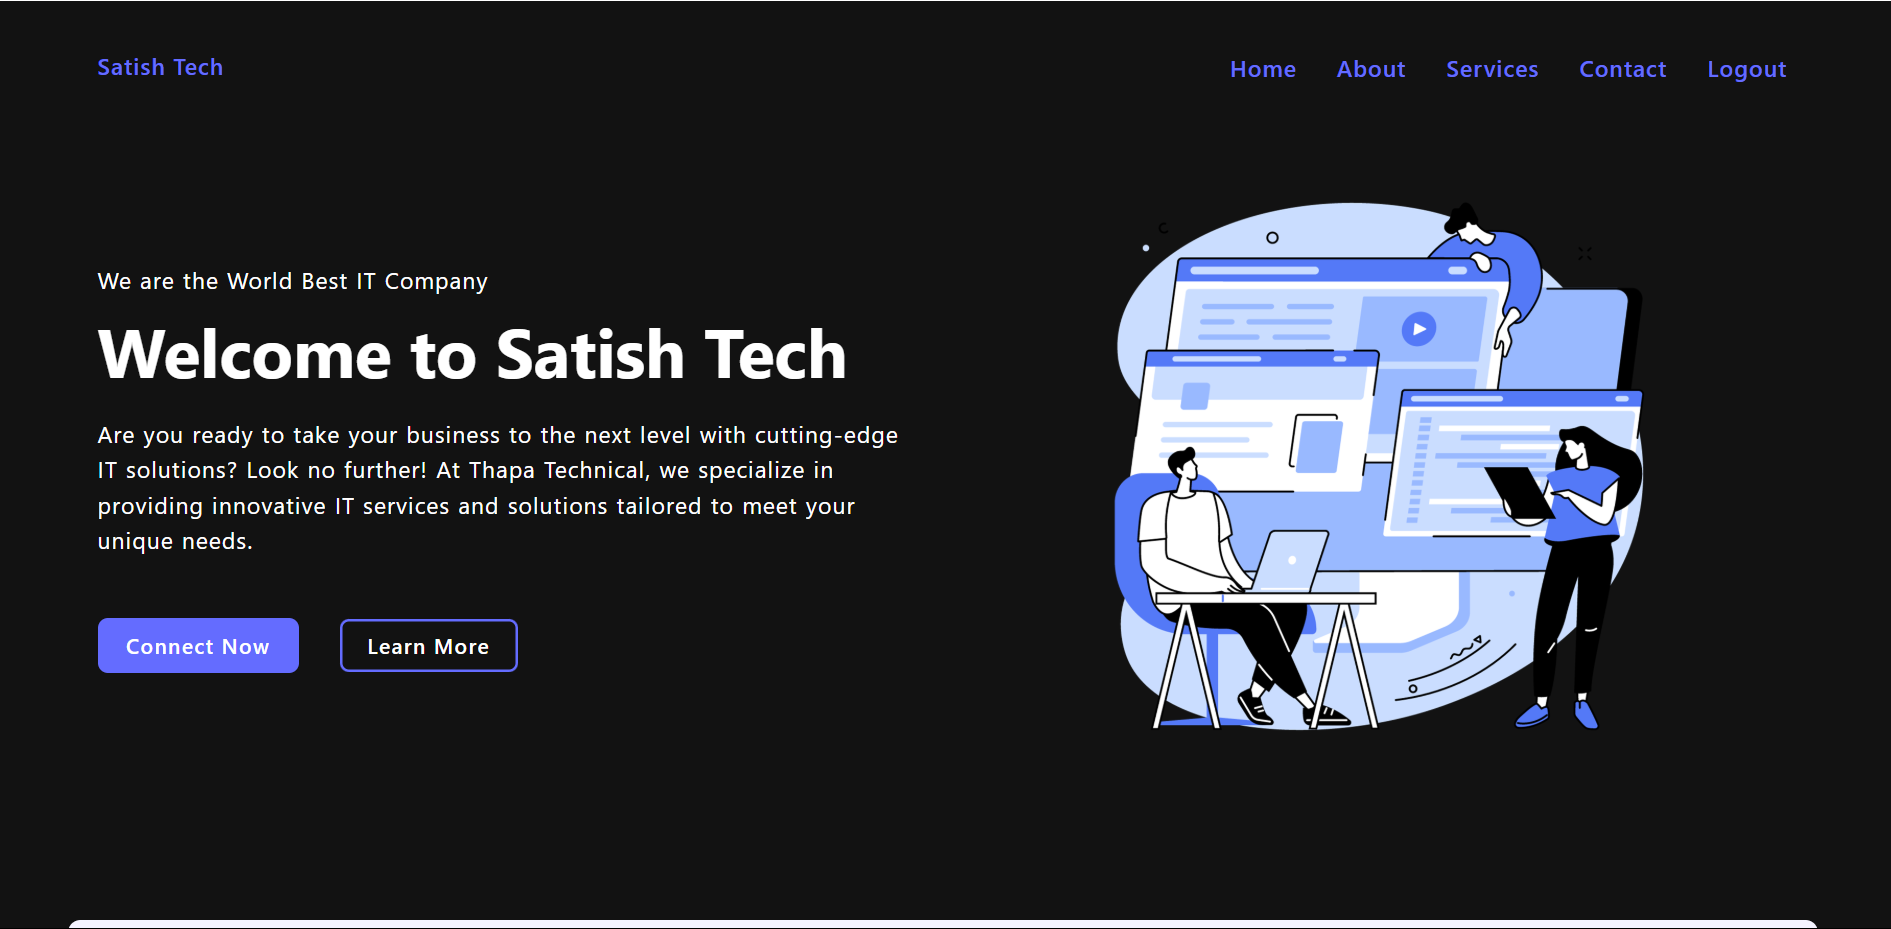 Satish Tech
Home About Services Contact Logout
We are the World Best IT Company
Welcome to Satish Tech
Are you ready to take your business to the next level with cutting-edge
IT solutions? Look no further! At Thapa Technical, we specialize in
providing innovative IT services and solutions tailored to meet your
unique needs.
Connect Now
Learn More